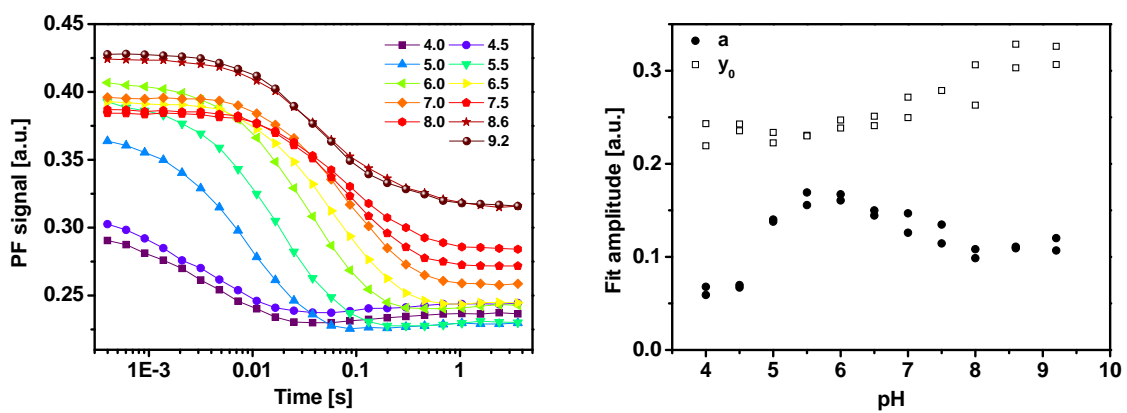 PF signal [a.u.]
0.45
0.40
0.35
0.30
0.25
1E-3 0.01 0.1 1
Time [s]
4.0 4.5
5.0 5.5
6.0 6.5
7.0 7.5
8.0 8.6
9.2
Fit amplitude [a.u.]
0.3
0.2
0.1
0.0
4 5 6 7 8 9 10
pH
a
y0